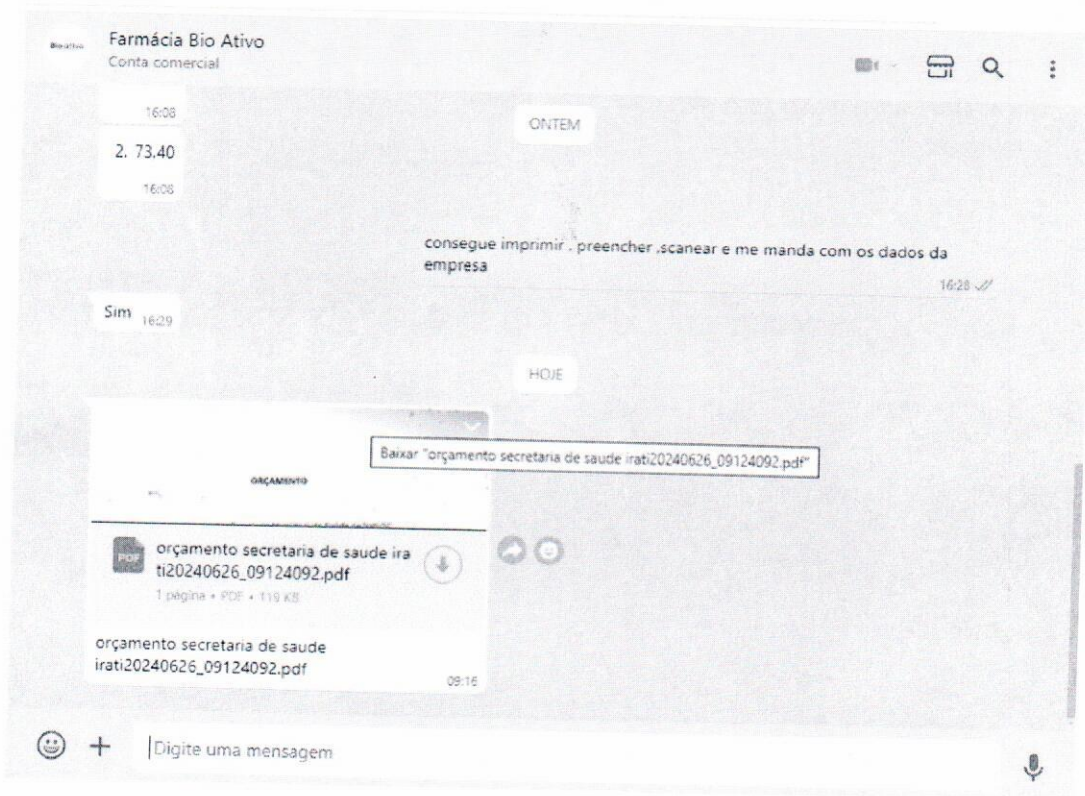 Bio ativo
Farmácia Bio Ativo
Conta comercial
16:08
ONTEM
2. 73.40
16:08
consegue imprimir , preencher ,scanear e me manda com os dados da
empresa
16:28
Sim 16:29
HOJE
Baixar "orçamento secretaria de saude irati20240626_09124092.pdf"
ORÇAMENTO
PDF
orçamento secretaria de saude ira
ti20240626_09124092.pdf
1 página • PDF • 119 KB
orçamento secretaria de saude
irati20240626_09124092.pdf
09:16
Digite uma mensagem